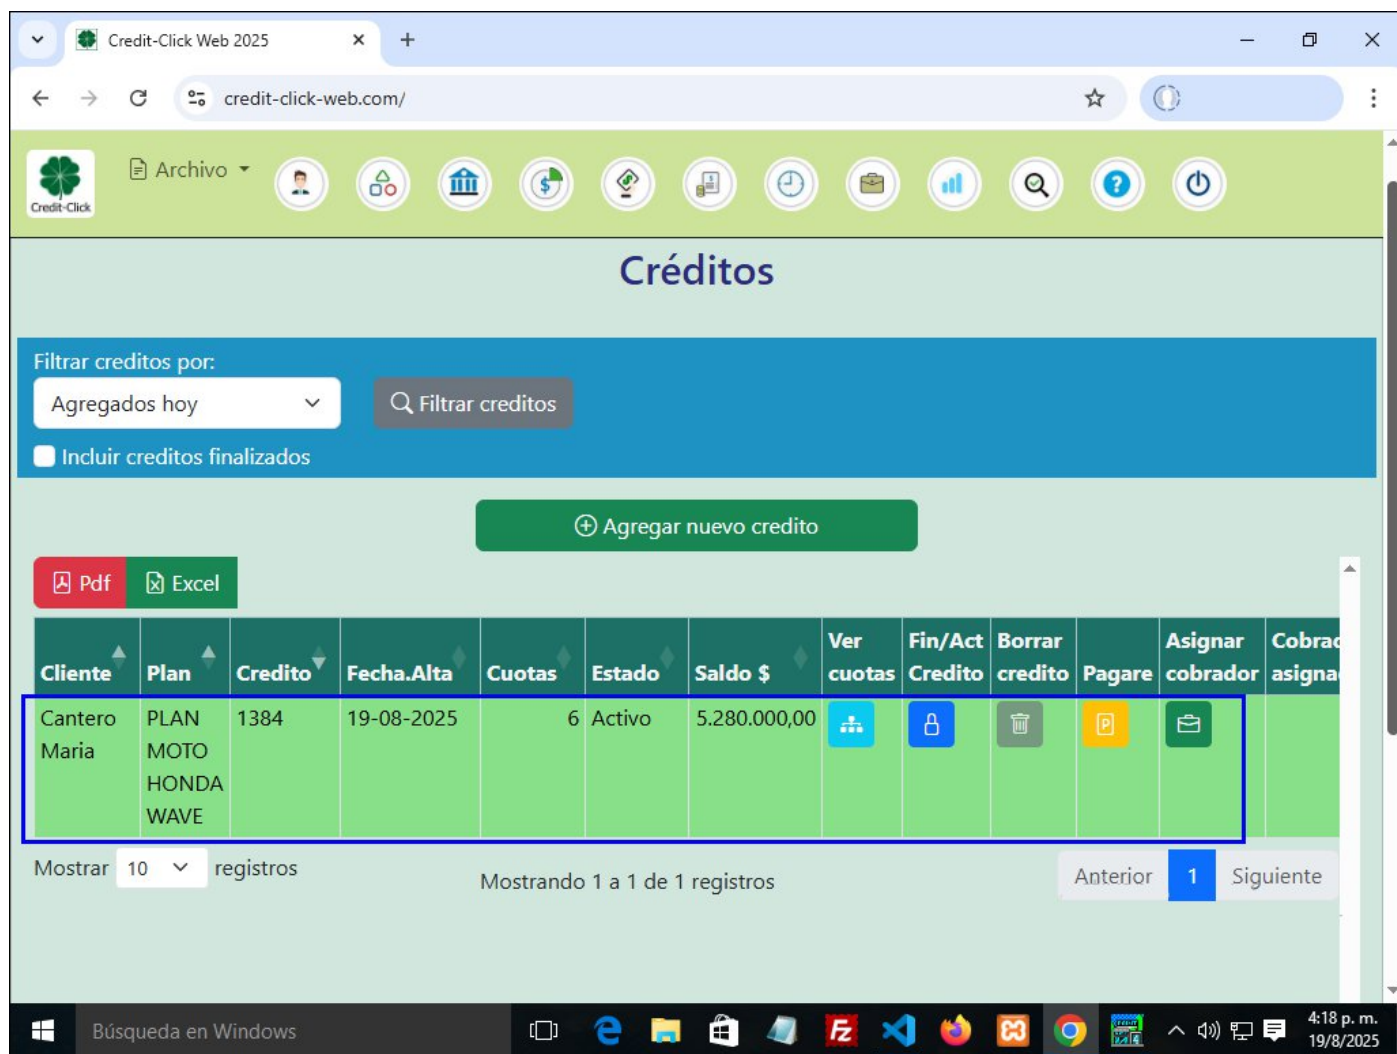 Credit-Click Web 2025
credit-click-web.com/
Credit-Click
Archivo
Créditos
Filtrar creditos por:
Agregados hoy
Filtrar creditos
Incluir creditos finalizados
Agregar nuevo credito
Pdf
Excel
Cliente Plan Credito Fecha.Alta Cuotas Estado Saldo $ Ver cuotas Fin/Act Credito Borrar credito Pagare Asignar cobrador Cobrad asigna
Cantero Maria PLAN MOTO HONDA WAVE 1384 19-08-2025 6 Activo 5.280.000,00
Mostrar 10 registros
Mostrando 1 a 1 de 1 registros
Anterior 1 Siguiente
Búsqueda en Windows
4:18 p. m.
19/8/2025